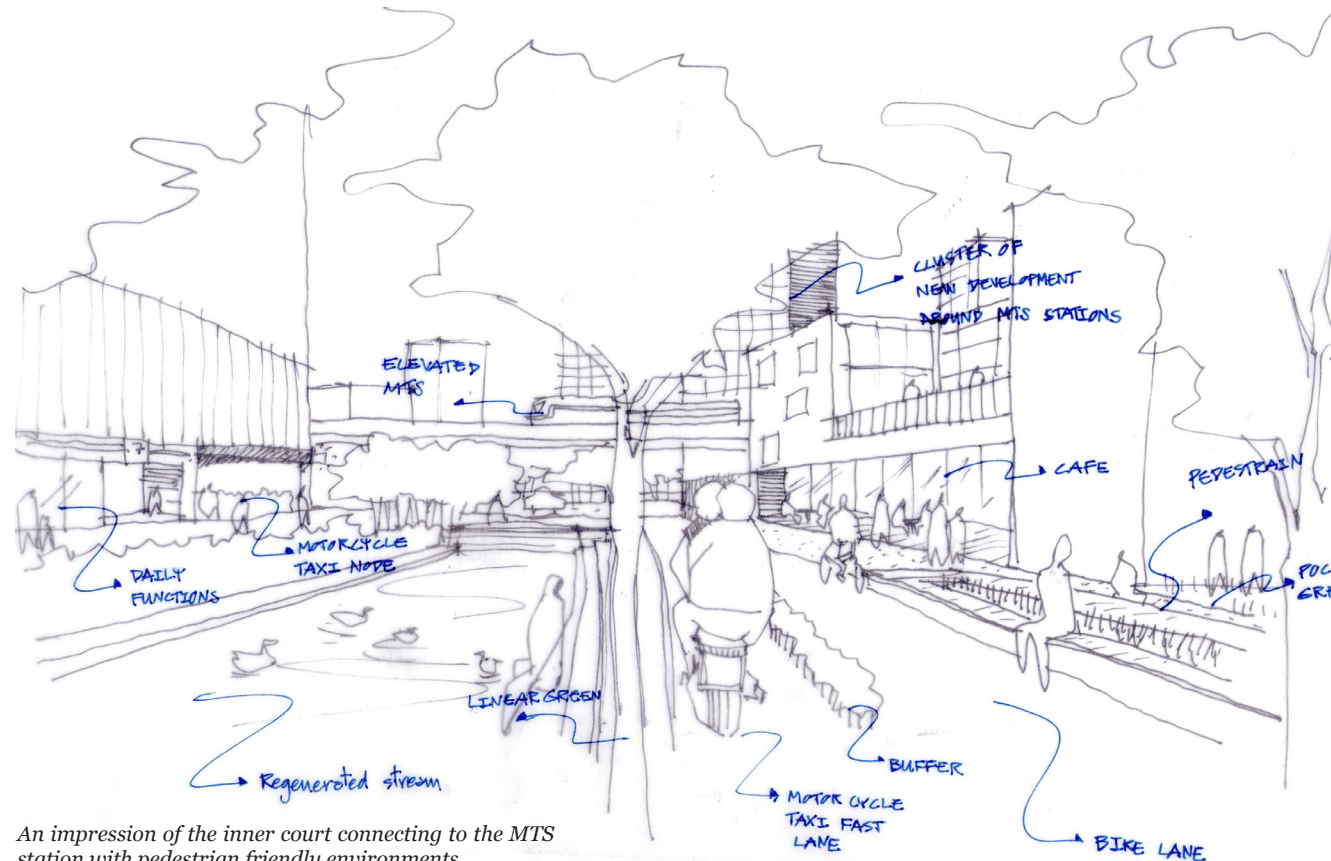 CLUSTER OF
NEW DEVELOPMENT
AROUND MTS STATIONS
ELEVATED
MTS
CAFE
PEDESTRAIN
MOTORCYCLE
TAXI NODE
DAILY
FUNCTIONS
POC
GRE
LINEAR GREEN
Regenerated stream
BUFFER
MOTOR CYCLE
TAXI FAST
LANE
BIKE LANE
An impression of the inner court connecting to the MTS
station with pedestrian friendly environments